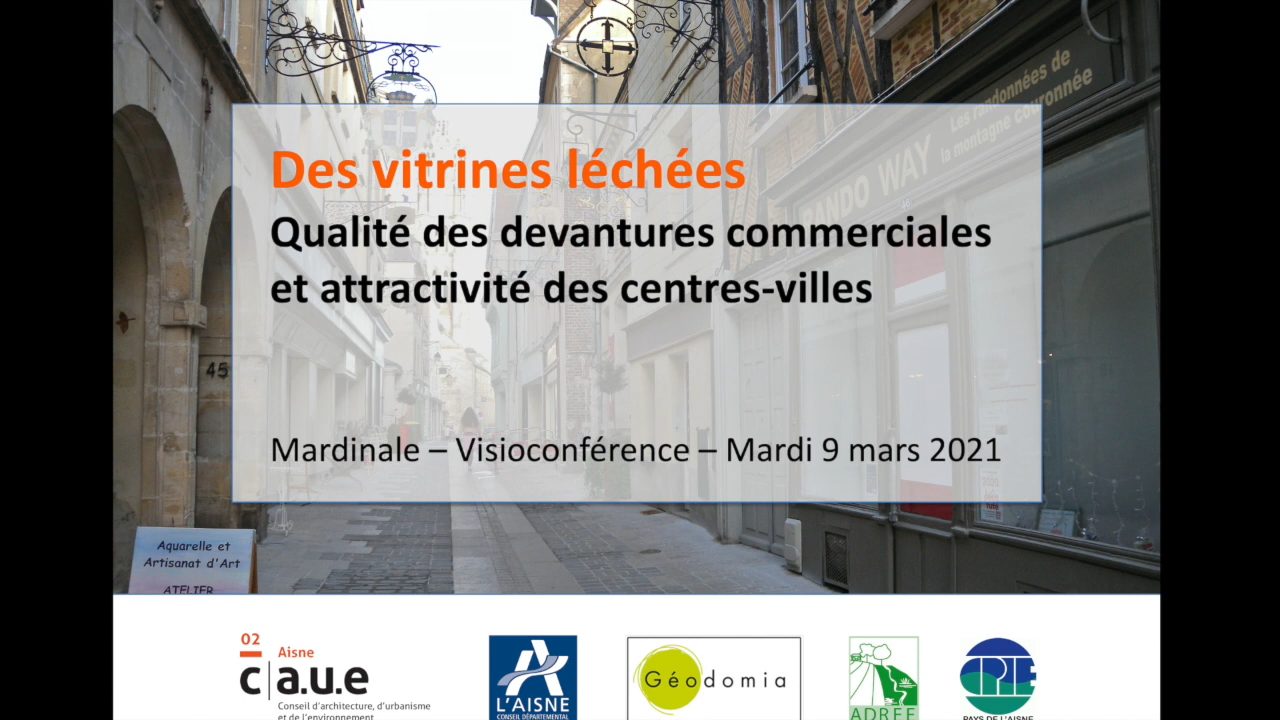 Les randonnées de
la montagne couronnée
RANDO WAY
Des vitrines léchées
Qualité des devantures commerciales
et attractivité des centres-villes
45
Mardinale – Visioconférence – Mardi 9 mars 2021
Aquarelle et
Artisanat d'Art
ATELIER
02
Aisne
c|a.u.e
Conseil d'architecture, d'urbanisme
et de l'environnement
L'AISNE
CONSEIL DÉPARTEMENTAL
Géodomia
ADREE
CPIE
PAYS DE L'AISNE